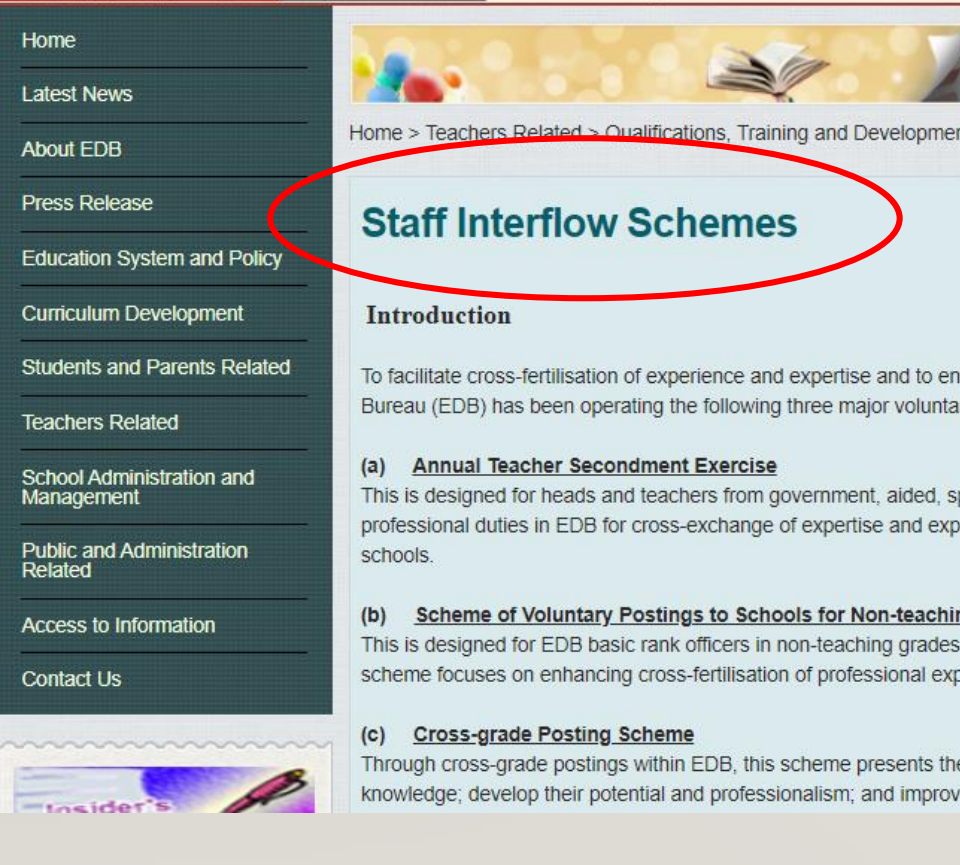 Home
Latest News
About EDB
Press Release
Education System and Policy
Curriculum Development
Students and Parents Related
Teachers Related
School Administration and
Management
Public and Administration
Related
Access to Information
Contact Us
Insider's
Home > Teachers Related > Qualifications, Training and Developmen
Staff Interflow Schemes
Introduction
To facilitate cross-fertilisation of experience and expertise and to en
Bureau (EDB) has been operating the following three major volunta
(a) Annual Teacher Secondment Exercise
This is designed for heads and teachers from government, aided, sp
professional duties in EDB for cross-exchange of expertise and exp
schools.
(b) Scheme of Voluntary Postings to Schools for Non-teachin
This is designed for EDB basic rank officers in non-teaching grades
scheme focuses on enhancing cross-fertilisation of professional exp
(c) Cross-grade Posting Scheme
Through cross-grade postings within EDB, this scheme presents the
knowledge; develop their potential and professionalism; and improv